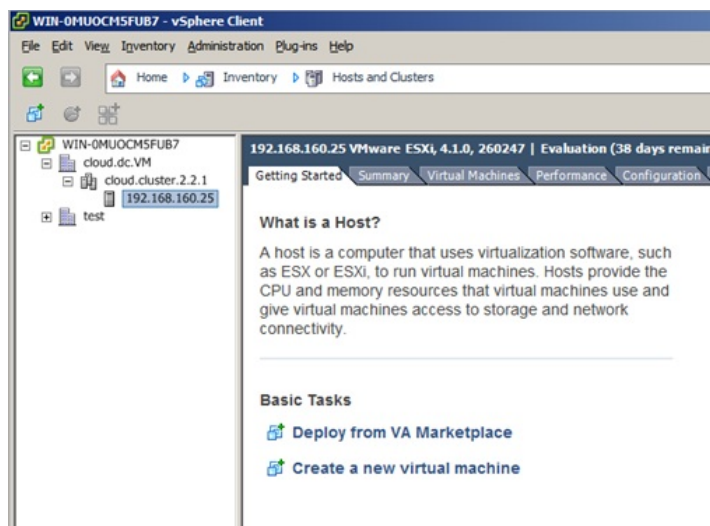 WIN-0MUOCM5FUB7 - vSphere Client
File Edit View Inventory Administration Plug-ins Help
Home Inventory Hosts and Clusters
WIN-0MUOCM5FUB7
cloud.dc.VM
cloud.cluster.2.2.1
192.168.160.25
test
192.168.160.25 VMware ESXi, 4.1.0, 260247 | Evaluation (38 days remain
Getting Started Summary Virtual Machines Performance Configuration
What is a Host?
A host is a computer that uses virtualization software, such
as ESX or ESXi, to run virtual machines. Hosts provide the
CPU and memory resources that virtual machines use and
give virtual machines access to storage and network
connectivity.
Basic Tasks
Deploy from VA Marketplace
Create a new virtual machine